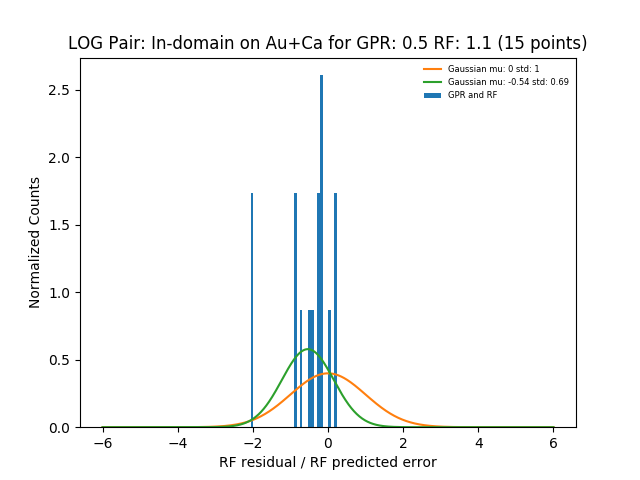 LOG Pair: In-domain on Au+Ca for GPR: 0.5 RF: 1.1 (15 points)
Gaussian mu: 0 std: 1
Gaussian mu: -0.54 std: 0.69
GPR and RF
Normalized Counts
2.5
2.0
1.5
1.0
0.5
0.0
−6 −4 −2 0 2 4 6
RF residual / RF predicted error